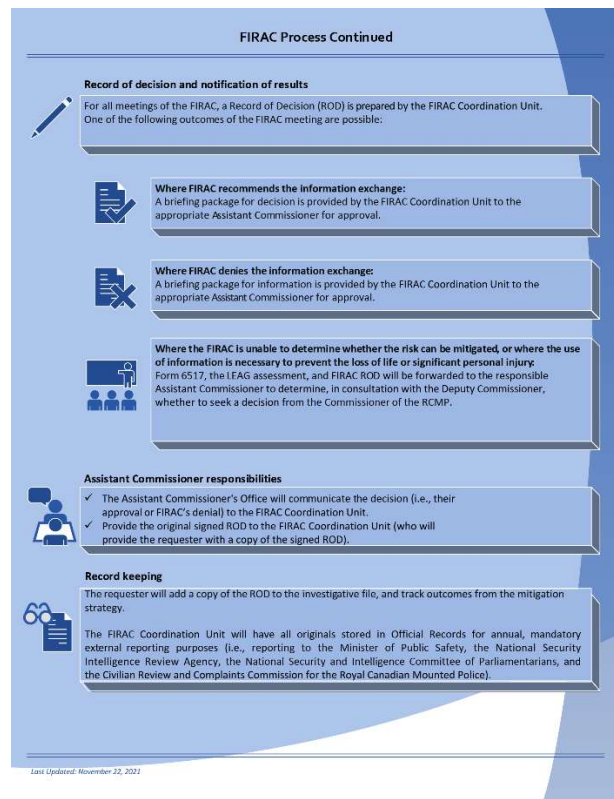 FIRAC Process Continued
Record of decision and notification of results
For all meetings of the FIRAC, a Record of Decision (ROD) is prepared by the FIRAC Coordination Unit.
One of the following outcomes of the FIRAC meeting are possible:
Where FIRAC recommends the information exchange:
A briefing package for decision is provided by the FIRAC Coordination Unit to the
appropriate Assistant Commissioner for approval.
Where FIRAC denies the information exchange:
A briefing package for information is provided by the FIRAC Coordination Unit to the
appropriate Assistant Commissioner for approval.
Where the FIRAC is unable to determine whether the risk can be mitigated, or where the use
of information is necessary to prevent the loss of life or significant personal injury:
Form 6517, the LEAG assessment, and FIRAC ROD will be forwarded to the responsible
Assistant Commissioner to determine, in consultation with the Deputy Commissioner,
whether to seek a decision from the Commissioner of the RCMP.
Assistant Commissioner responsibilities
✓ The Assistant Commissioner's Office will communicate the decision (i.e., their
approval or FIRAC's denial) to the FIRAC Coordination Unit.
✓ Provide the original signed ROD to the FIRAC Coordination Unit (who will
provide the requester with a copy of the signed ROD).
Record keeping
The requester will add a copy of the ROD to the investigative file, and track outcomes from the mitigation
strategy.
The FIRAC Coordination Unit will have all originals stored in Official Records for annual, mandatory
external reporting purposes (i.e., reporting to the Minister of Public Safety, the National Security
Intelligence Review Agency, the National Security and Intelligence Committee of Parliamentarians, and
the Civilian Review and Complaints Commission for the Royal Canadian Mounted Police).
Last Updated: November 22, 2021